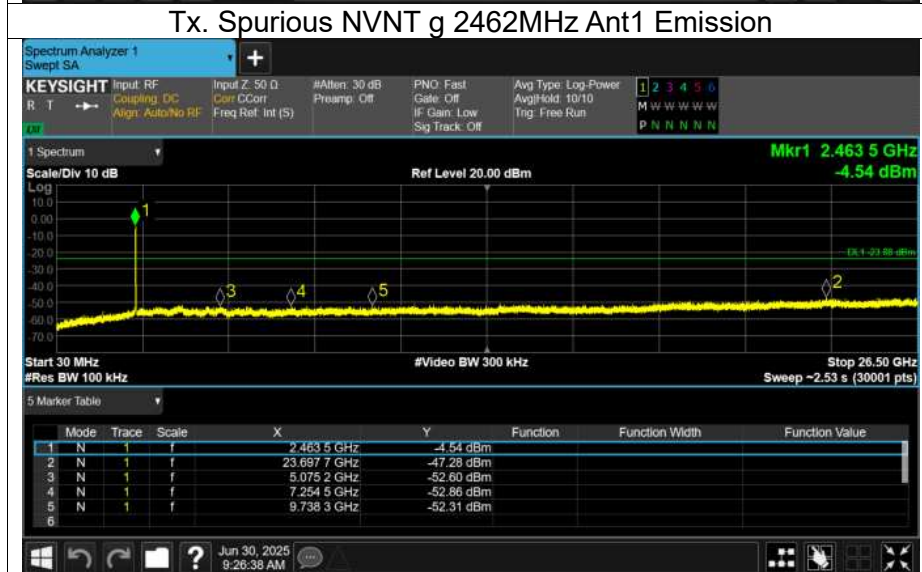 Tx. Spurious NVNT g 2462MHz Ant1 Emission
Spectrum Analyzer 1
Swept SA
+
KEYSIGHT Input: RF Input Z: 50 Ω #Atten: 30 dB PNO: Fast Avg Type: Log-Power 1 2 3 4 5 6
R T Coupling: DC Corr CCorr Preamp: Off Gate: Off Avg|Hold: 10/10 M W W W W W
Align: Auto/No RF Freq Ref: Int (S) IF Gain: Low Trig: Free Run
Sig Track: Off P N N N N N
1 Spectrum
Mkr1 2.463 5 GHz
Scale/Div 10 dB Ref Level 20.00 dBm -4.54 dBm
Log
10.0
0.00
-10.0
-20.0
DL1 -23.88 dBm
-30.0
-40.0
-50.0
-60.0
-70.0
1
2
3
4
5
Start 30 MHz #Video BW 300 kHz Stop 26.50 GHz
#Res BW 100 kHz Sweep ~2.53 s (30001 pts)
5 Marker Table
Mode Trace Scale X Y Function Function Width Function Value
1 N 1 f 2.463 5 GHz -4.54 dBm
2 N 1 f 23.697 7 GHz -47.28 dBm
3 N 1 f 5.075 2 GHz -52.60 dBm
4 N 1 f 7.254 5 GHz -52.86 dBm
5 N 1 f 9.738 3 GHz -52.31 dBm
6
? Jun 30, 2025
9:26:38 AM